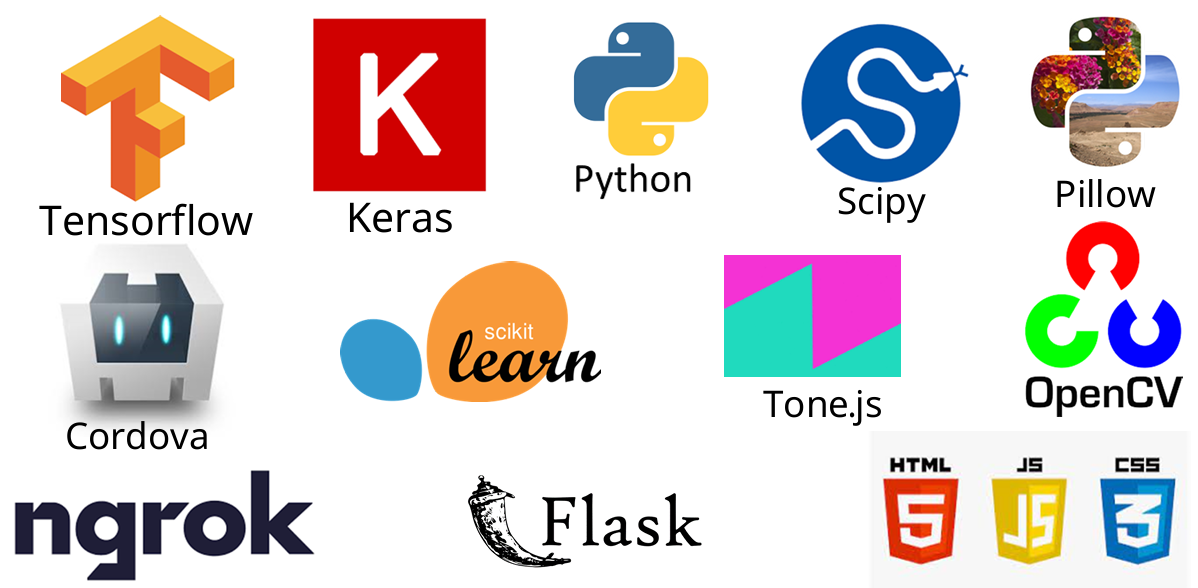 K
Tensorflow
Keras
Python
Scipy
Pillow
Cordova
scikit
learn
Tone.js
OpenCV
ngrok
Flask
HTML
JS
CSS
5
JS
3